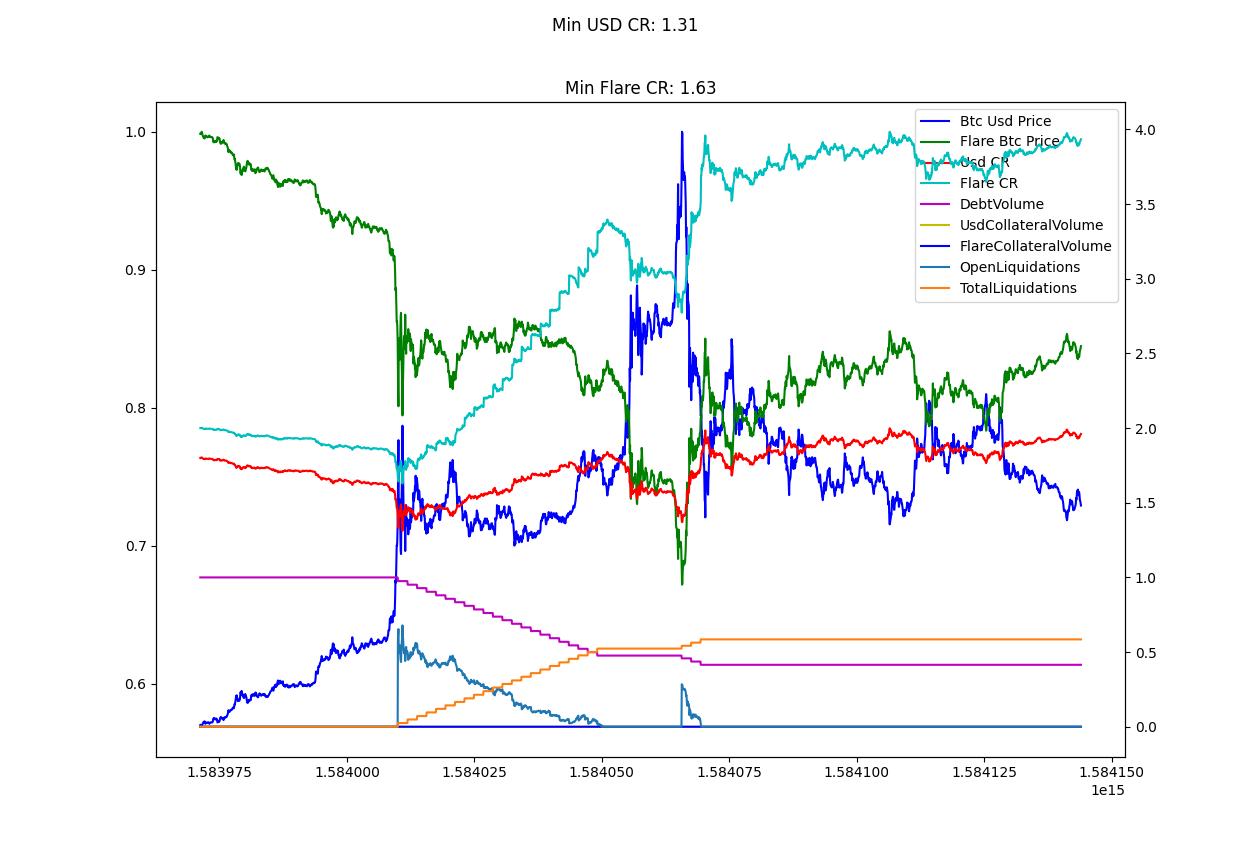 Min USD CR: 1.31
Min Flare CR: 1.63
1.0
0.9
0.8
0.7
0.6
4.0
3.5
3.0
2.5
2.0
1.5
1.0
0.5
0.0
Btc Usd Price
Flare Btc Price
Usd CR
Flare CR
DebtVolume
UsdCollateralVolume
FlareCollateralVolume
OpenLiquidations
TotalLiquidations
1.583975 1.584000 1.584025 1.584050 1.584075 1.584100 1.584125 1.584150
1e15